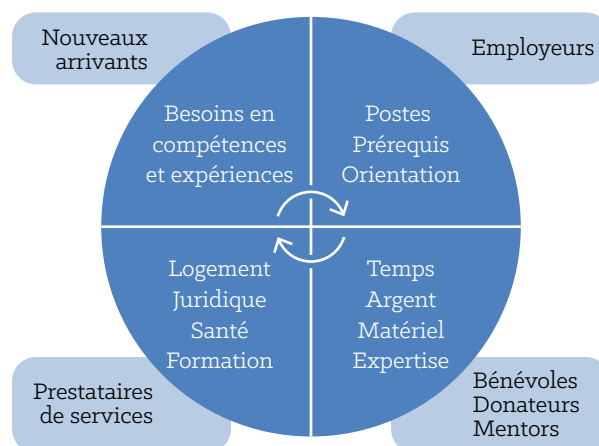 Nouveaux
arrivants
Employeurs
Besoins en
compétences
et expériences
Postes
Prérequis
Orientation
Logement
Juridique
Santé
Formation
Temps
Argent
Matériel
Expertise
Prestataires
de services
Bénévoles
Donateurs
Mentors